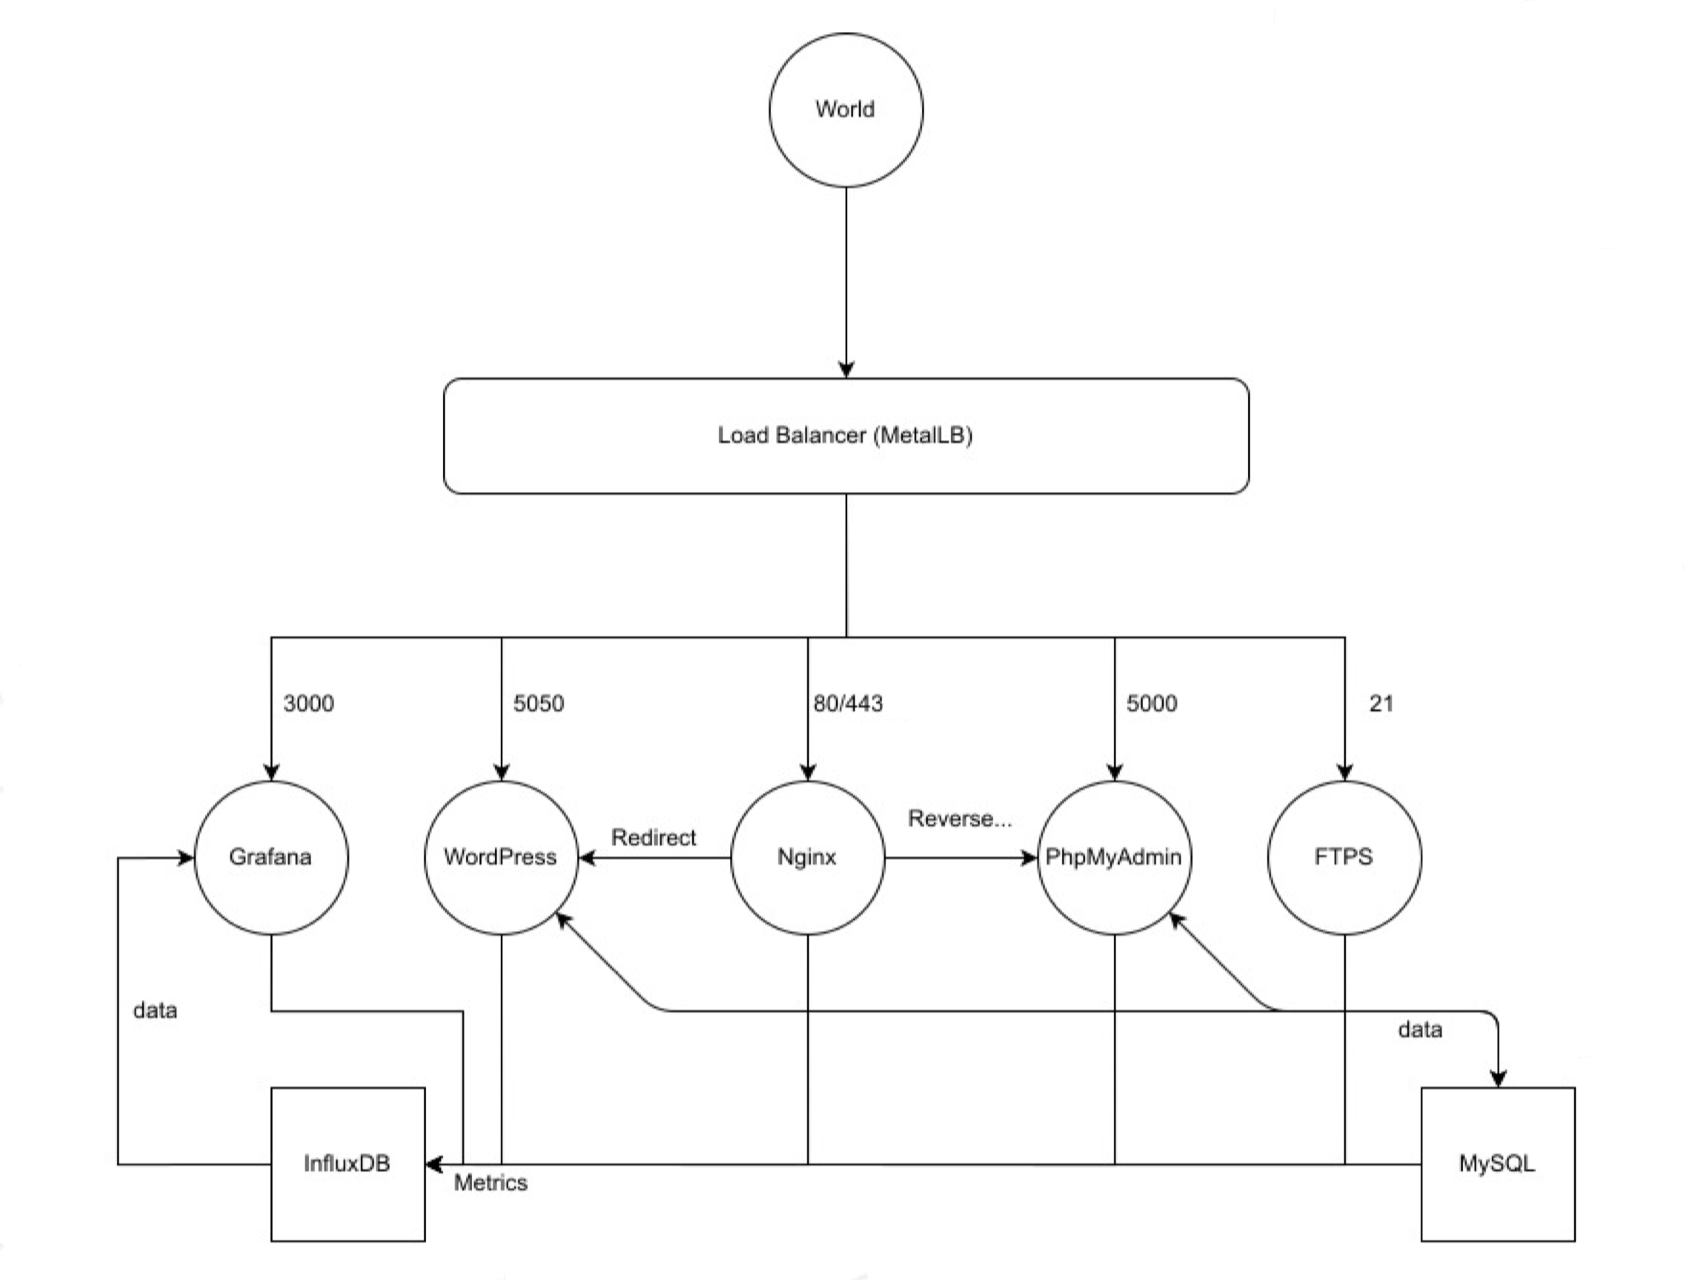 World
Load Balancer (MetalLB)
3000
5050
80/443
5000
21
Grafana
WordPress
Redirect
Nginx
Reverse...
PhpMyAdmin
FTPS
data
data
InfluxDB
Metrics
MySQL